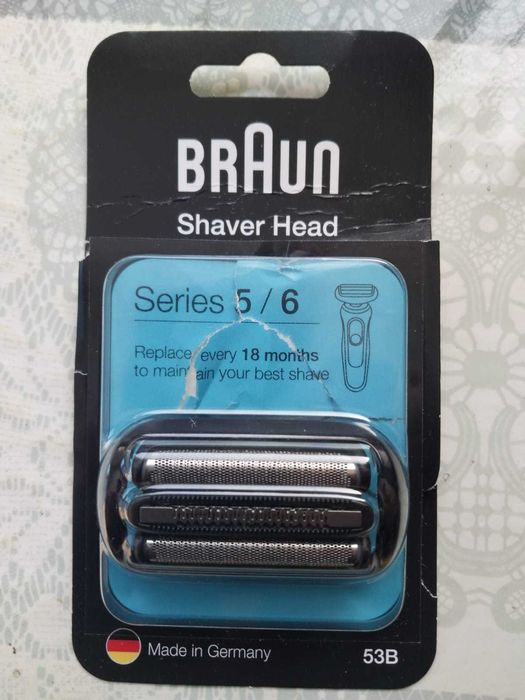 BRAUN
Shaver Head
Series 5 / 6
Replace every 18 months
to maintain your best shave
Made in Germany
53B